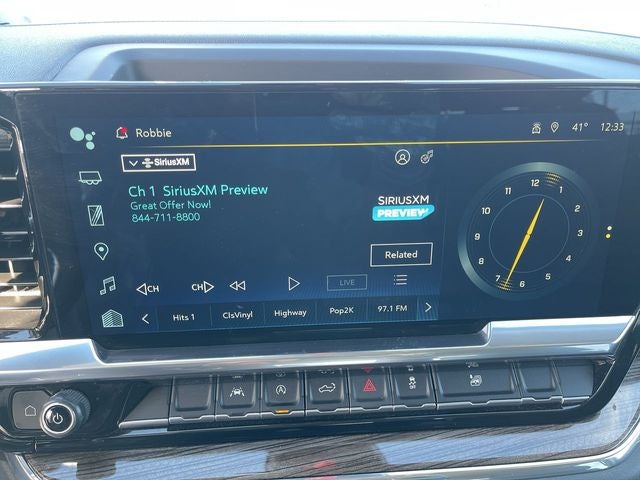 Robbie
41° 12:33
SiriusXM
Ch 1 SiriusXM Preview
Great Offer Now!
844-711-8800
SIRIUSXM
PREVIEW
Related
CH CH LIVE
Hits 1 ClsVinyl Highway Pop2K 97.1 FM
12
1
2
3
4
5
6
7
8
9
10
11